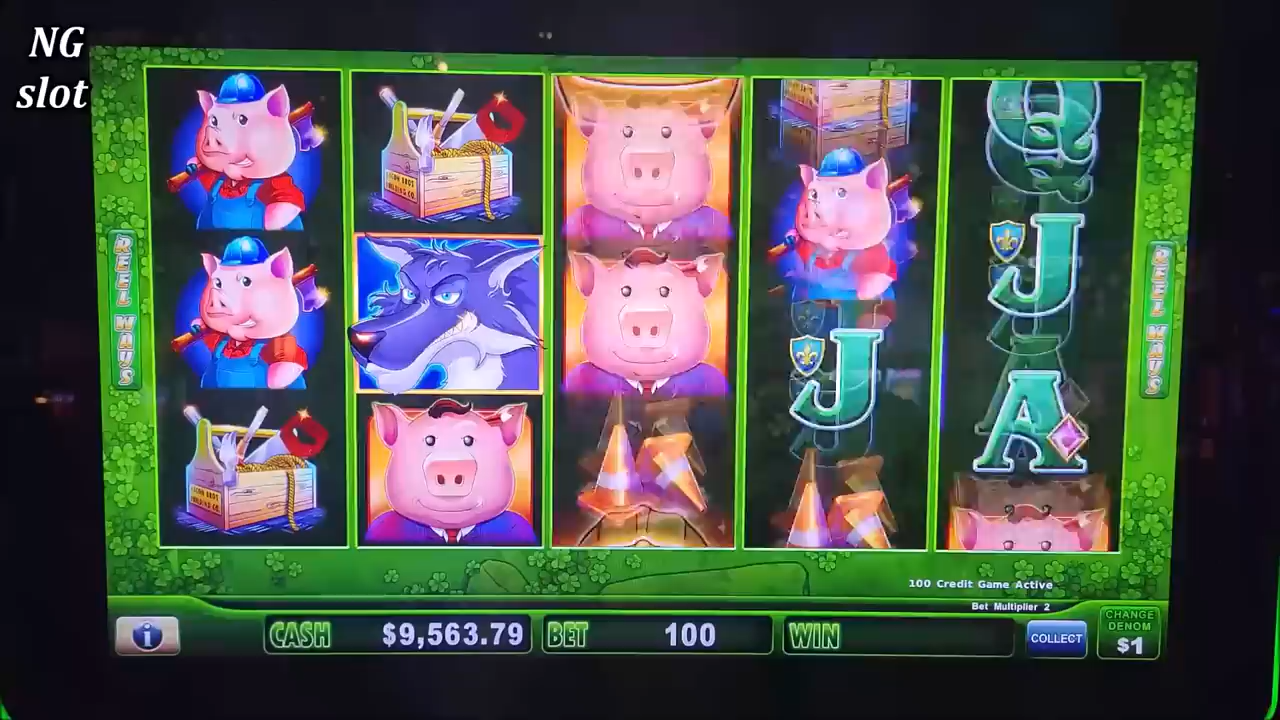 NG
slot
REEL WAYS
REEL WAYS
Q
J
J
A
100 Credit Game Active
Bet Multiplier 2
CASH $9,563.79 BET 100 WIN
COLLECT
CHANGE
DENOM
$1